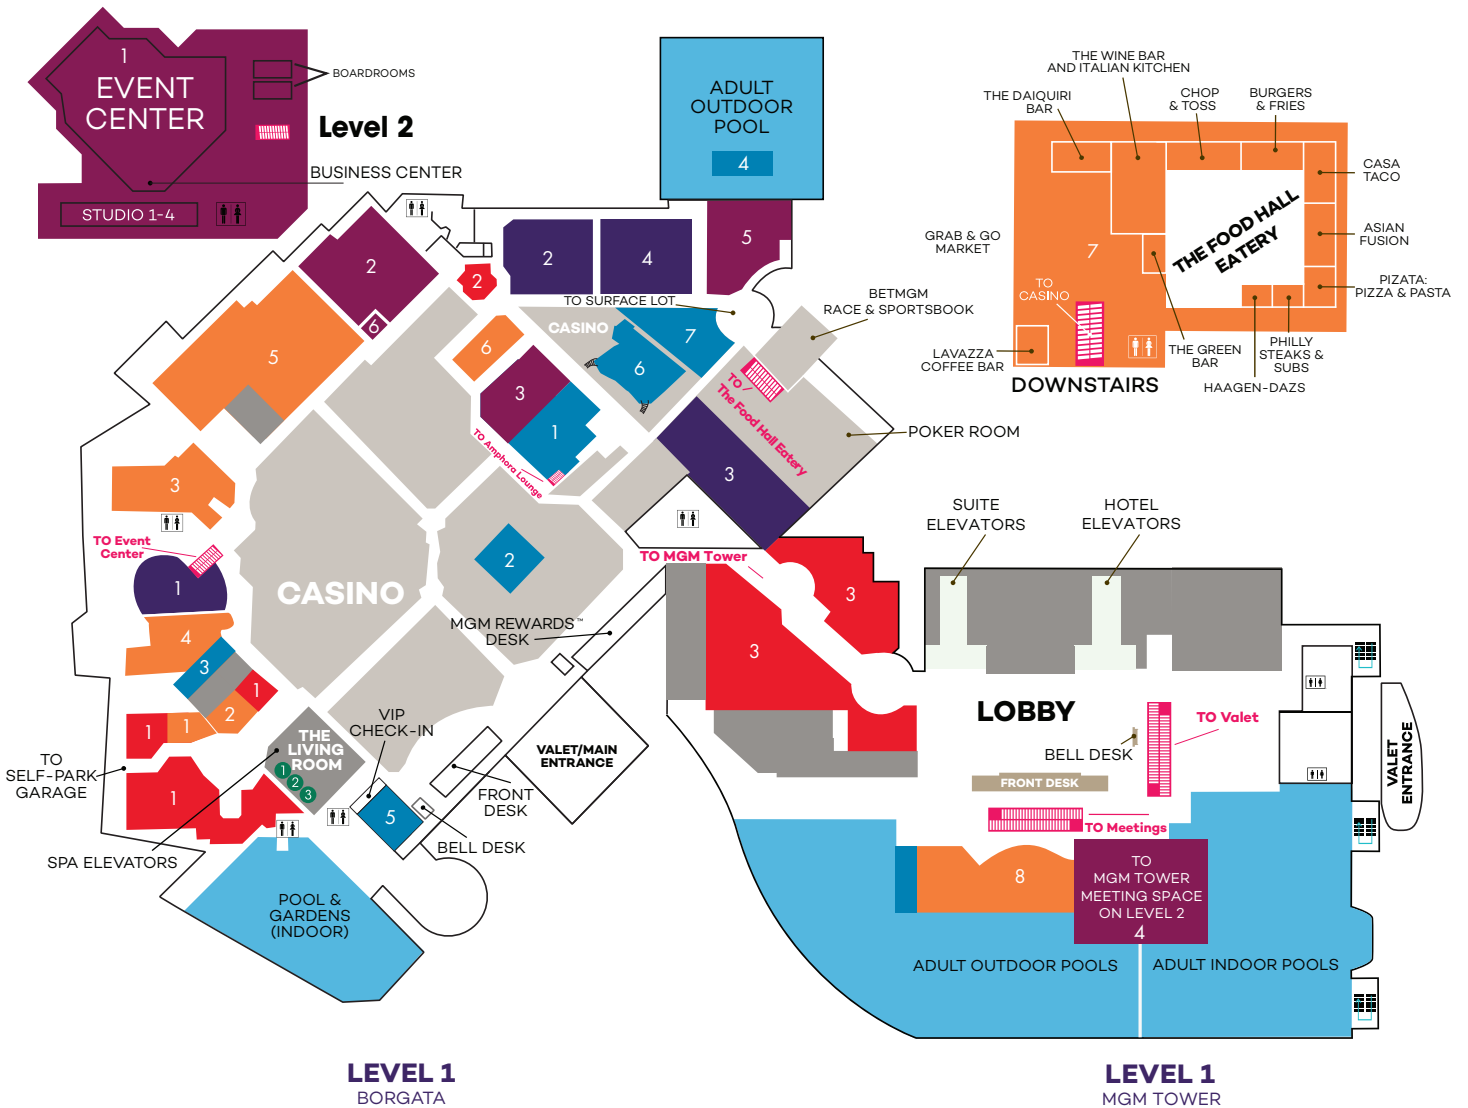 1
EVENT
CENTER
BOARDROOMS
Level 2
BUSINESS CENTER
STUDIO 1-4
ADULT
OUTDOOR
POOL
4
THE WINE BAR
AND ITALIAN KITCHEN
THE DAIQUIRI
BAR
CHOP
& TOSS
BURGERS
& FRIES
CASA
TACO
ASIAN
FUSION
PIZATA:
PIZZA & PASTA
GRAB & GO
MARKET
7
THE FOOD HALL
EATERY
TO
CASINO
LAVAZZA
COFFEE BAR
THE GREEN
BAR
PHILLY
STEAKS &
SUBS
HAAGEN-DAZS
DOWNSTAIRS
2
6
2
2
4
5
TO SURFACE LOT
BETMGM
RACE & SPORTSBOOK
CASINO
7
6
5
6
3
1
TO
The Food Hall Eatery
TO Amphora Lounge
POKER ROOM
3
3
TO Event
Center
1
2
CASINO
4
3
1
2
1
1
1
TO MGM Tower
MGM REWARDS™
DESK
VIP
CHECK-IN
THE
LIVING
ROOM
1
2
3
TO
SELF-PARK
GARAGE
SPA ELEVATORS
VALET/MAIN
ENTRANCE
FRONT
DESK
5
BELL DESK
POOL &
GARDENS
(INDOOR)
LEVEL 1
BORGATA
SUITE
ELEVATORS
HOTEL
ELEVATORS
3
3
LOBBY
TO Valet
BELL DESK
FRONT DESK
TO Meetings
VALET
ENTRANCE
8
TO
MGM TOWER
MEETING SPACE
ON LEVEL 2
4
ADULT OUTDOOR POOLS
ADULT INDOOR POOLS
LEVEL 1
MGM TOWER